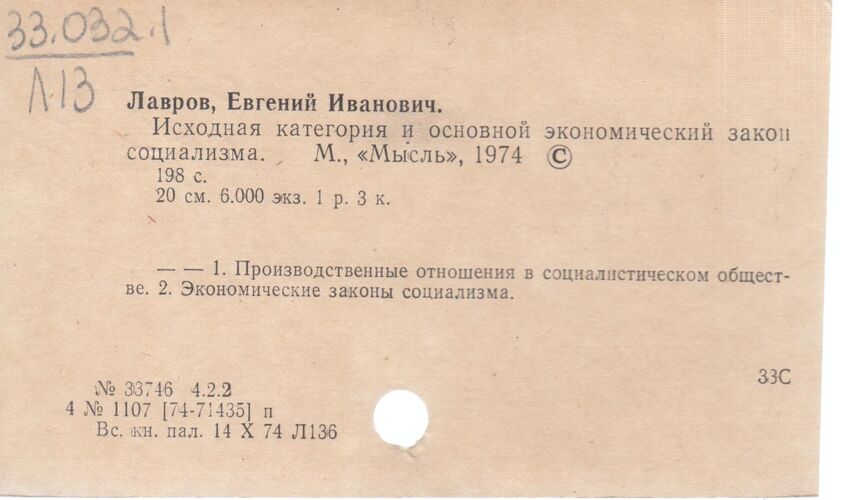 33.032.1
Л13
Лавров, Евгений Иванович.
Исходная категория и основной экономический закон
социализма. М., «Мысль», 1974 ©
198 с.
20 см. 6.000 экз. 1 р. 3 к.
— — 1. Производственные отношения в социалистическом общест-
ве. 2. Экономические законы социализма.
33С
№ 33746 4.2.2
4 № 1107 [74-71435] п
Вс. кн. пал. 14 X 74 Л136